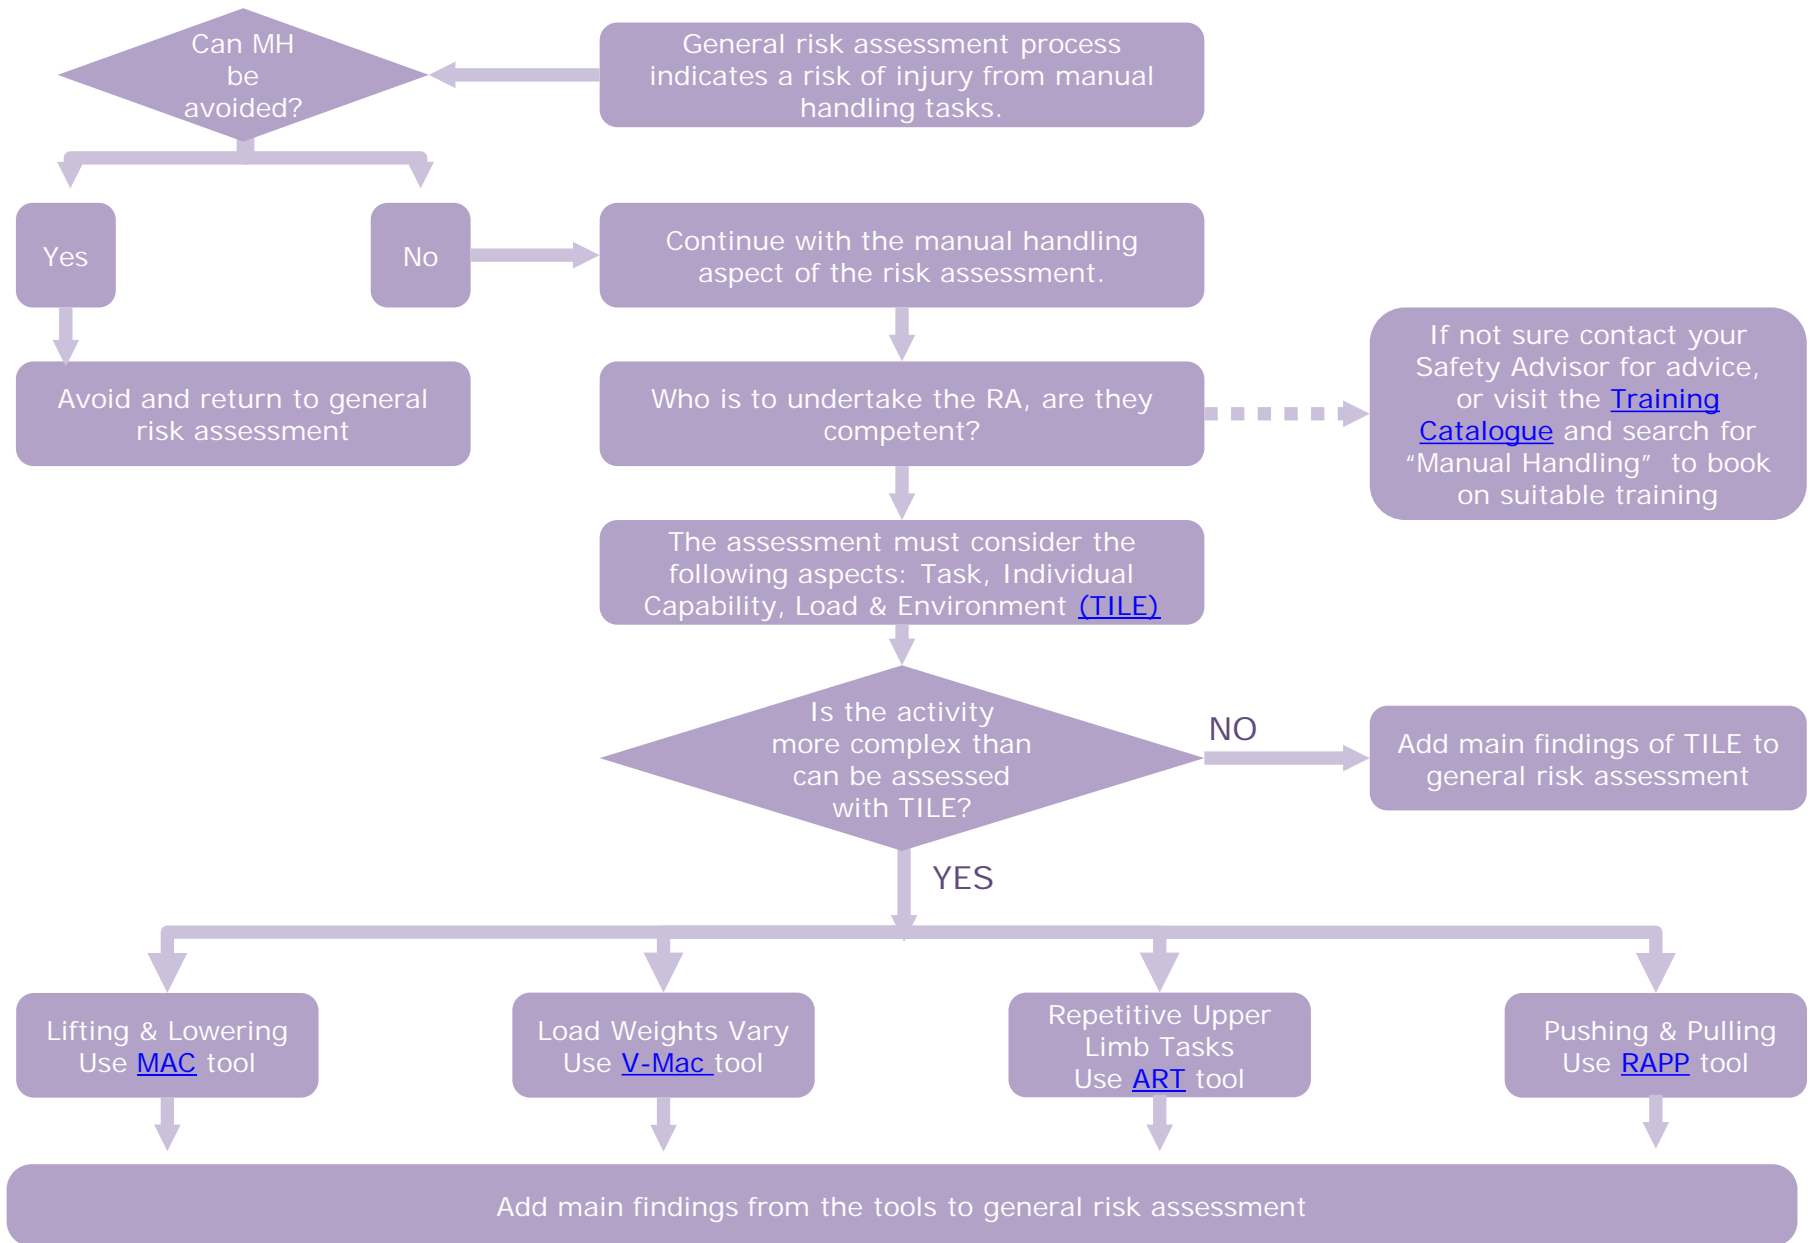 Can MH
be
avoided?
General risk assessment process
indicates a risk of injury from manual
handling tasks.
Yes
No
Continue with the manual handling
aspect of the risk assessment.
Avoid and return to general
risk assessment
Who is to undertake the RA, are they
competent?
If not sure contact your
Safety Advisor for advice,
or visit the Training
Catalogue and search for
“Manual Handling” to book
on suitable training
The assessment must consider the
following aspects: Task, Individual
Capability, Load & Environment (TILE)
Is the activity
more complex than
can be assessed
with TILE?
NO
Add main findings of TILE to
general risk assessment
YES
Lifting & Lowering
Use MAC tool
Load Weights Vary
Use V-Mac tool
Repetitive Upper
Limb Tasks
Use ART tool
Pushing & Pulling
Use RAPP tool
Add main findings from the tools to general risk assessment